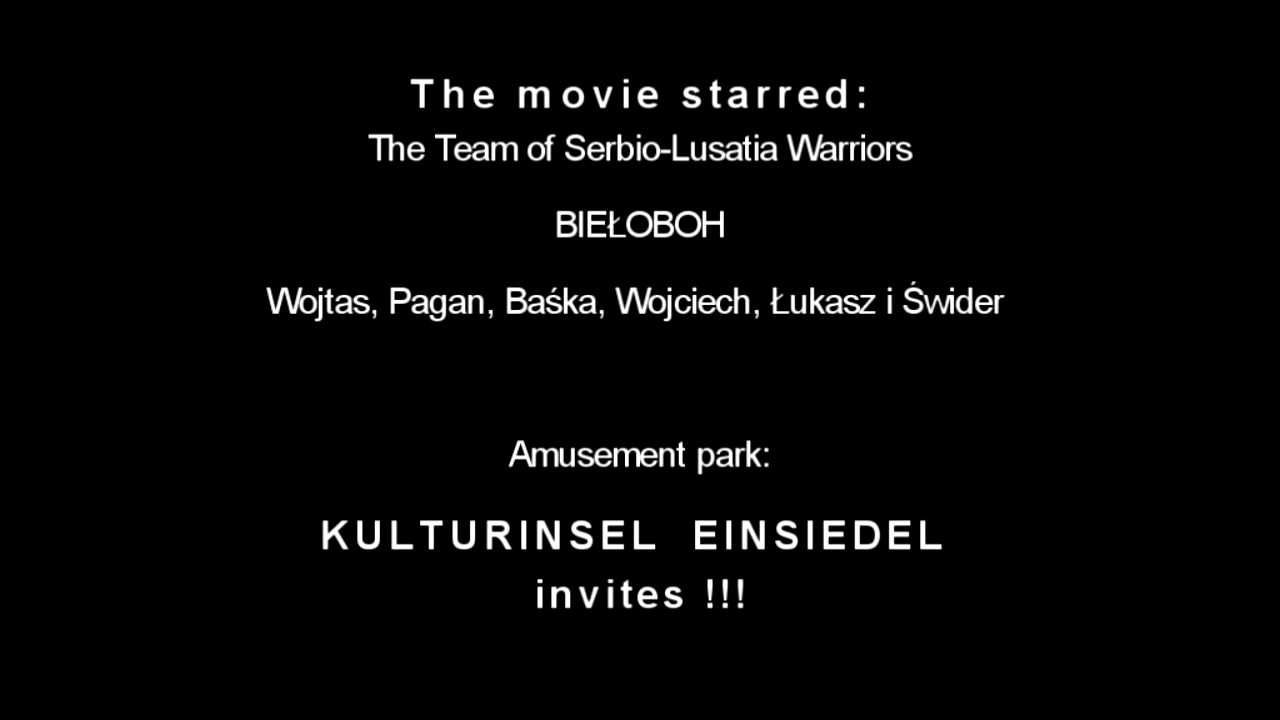 The movie starred:
The Team of Serbio-Lusatia Warriors
BIEŁOBOH
Wojtas, Pagan, Baśka, Wojciech, Łukasz i Świder
Amusement park:
KULTURINSEL EINSIEDEL
invites !!!